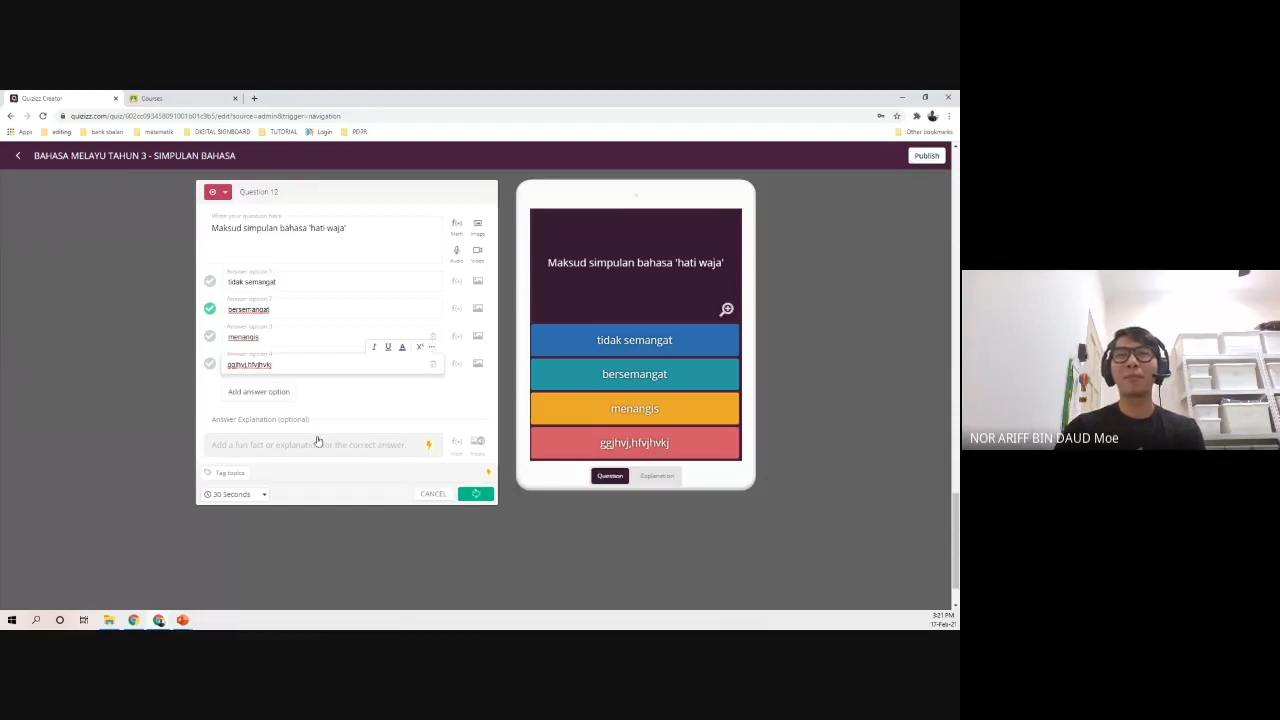 Quizizz Creator
Courses
quizizz.com/quiz/602cc093458091001b01c9b5/edit?source=admin&trigger=navigation
Apps
editing
bank soalan
matematik
DIGITAL SIGNBOARD
TUTORIAL
Login
PDPR
Other bookmarks
BAHASA MELAYU TAHUN 3 - SIMPULAN BAHASA
Publish
Question 12
Write your question here
Maksud simpulan bahasa 'hati waja'
f(x)
Math
Image
Audio
Video
Answer option 1
tidak semangat
f(x)
Answer option 2
bersemangat
f(x)
Answer option 3
menangis
f(x)
I U A X² ...
Answer option 4
ggjhvj,hfvjhvkj
f(x)
Add answer option
Answer Explanation (optional)
Add a fun fact or explanation for the correct answer.
f(x)
Math
Media
Tag topics
30 Seconds
CANCEL
Maksud simpulan bahasa 'hati waja'
tidak semangat
bersemangat
menangis
ggjhvj,hfvjhvkj
Question
Explanation
NOR ARIFF BIN DAUD Moe
3:21 PM
17-Feb-21